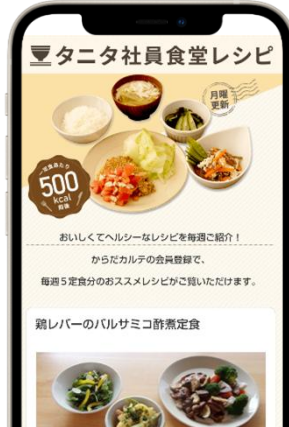 タニタ社員食堂レシピ
月曜
更新
一定食当たり
500
kcal
前後
おいしくてヘルシーなレシピを毎週ご紹介！
からだカルテの会員登録で、
毎週５定食分のおススメレシピがご覧いただけます。
鶏レバーのバルサミコ酢煮定食